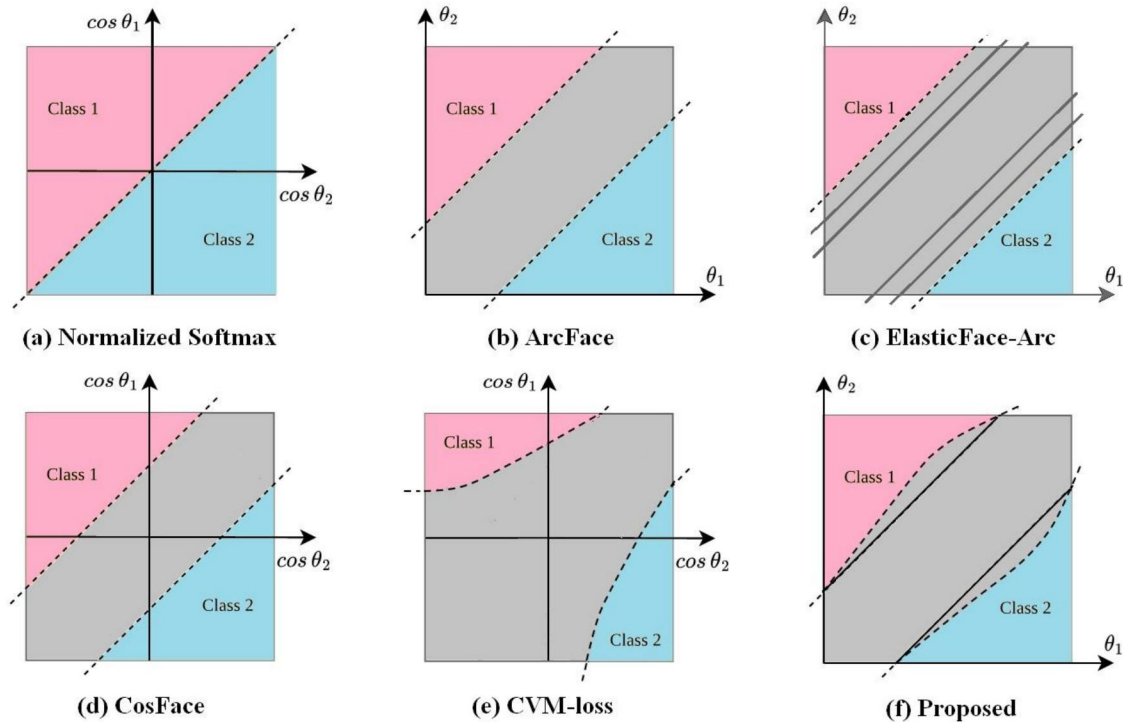 cos θ₁
Class 1
cos θ₂
Class 2
(a) Normalized Softmax
θ₂
Class 1
Class 2
θ₁
(b) ArcFace
θ₂
Class 1
Class 2
θ₁
(c) ElasticFace-Arc
cos θ₁
Class 1
cos θ₂
Class 2
(d) CosFace
cos θ₁
Class 1
cos θ₂
Class 2
(e) CVM-loss
θ₂
Class 1
Class 2
θ₁
(f) Proposed